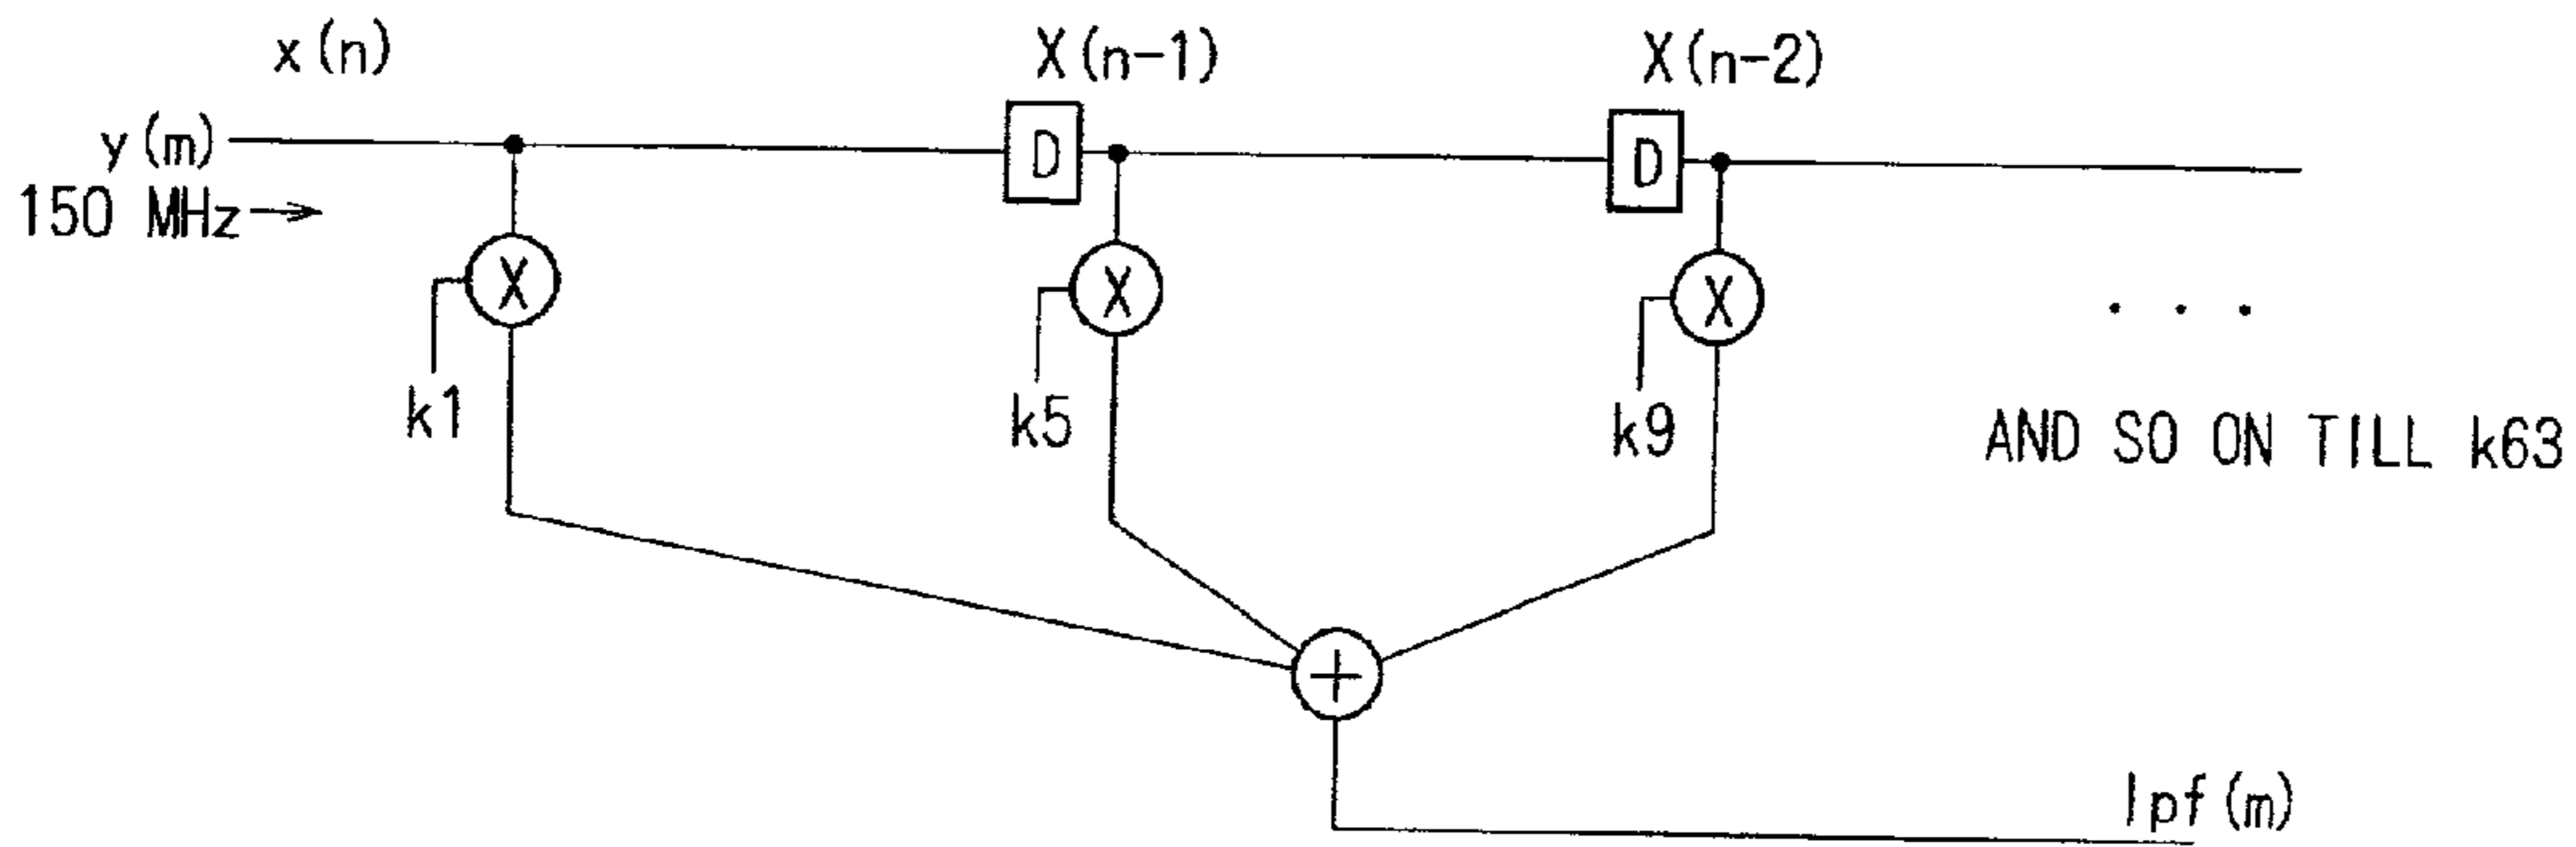 x(n)
X(n-1)
X(n-2)
y(m)
D
D
150 MHz→
X
X
X
. . .
k1
k5
k9
AND SO ON TILL k63
+
lpf(m)